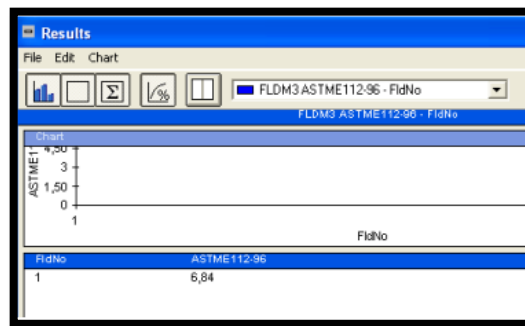 Results
File Edit Chart
Σ % FLDM3 ASTME112-96 - FldNo
FLDM3 ASTME112-96 - FldNo
Chart
ASTME11
4,50
3
1,50
0
1
FldNo
FldNo ASTME112-96
1 6,84